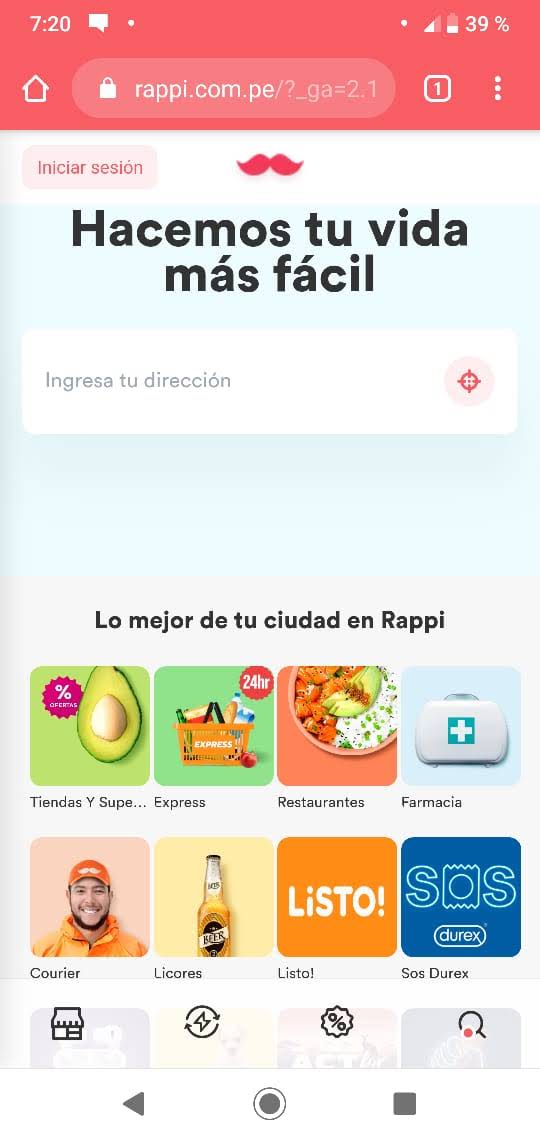 7:20
39 %
rappi.com.pe/?_ga=2.1
1
Iniciar sesión
Hacemos tu vida
más fácil
Ingresa tu dirección
Lo mejor de tu ciudad en Rappi
%
OFERTAS
24hr
EXPRESS
Tiendas Y Supe... Express Restaurantes Farmacia
BEER
BEER
LiSTO!
SOS
durex
Courier Licores Listo! Sos Durex
%